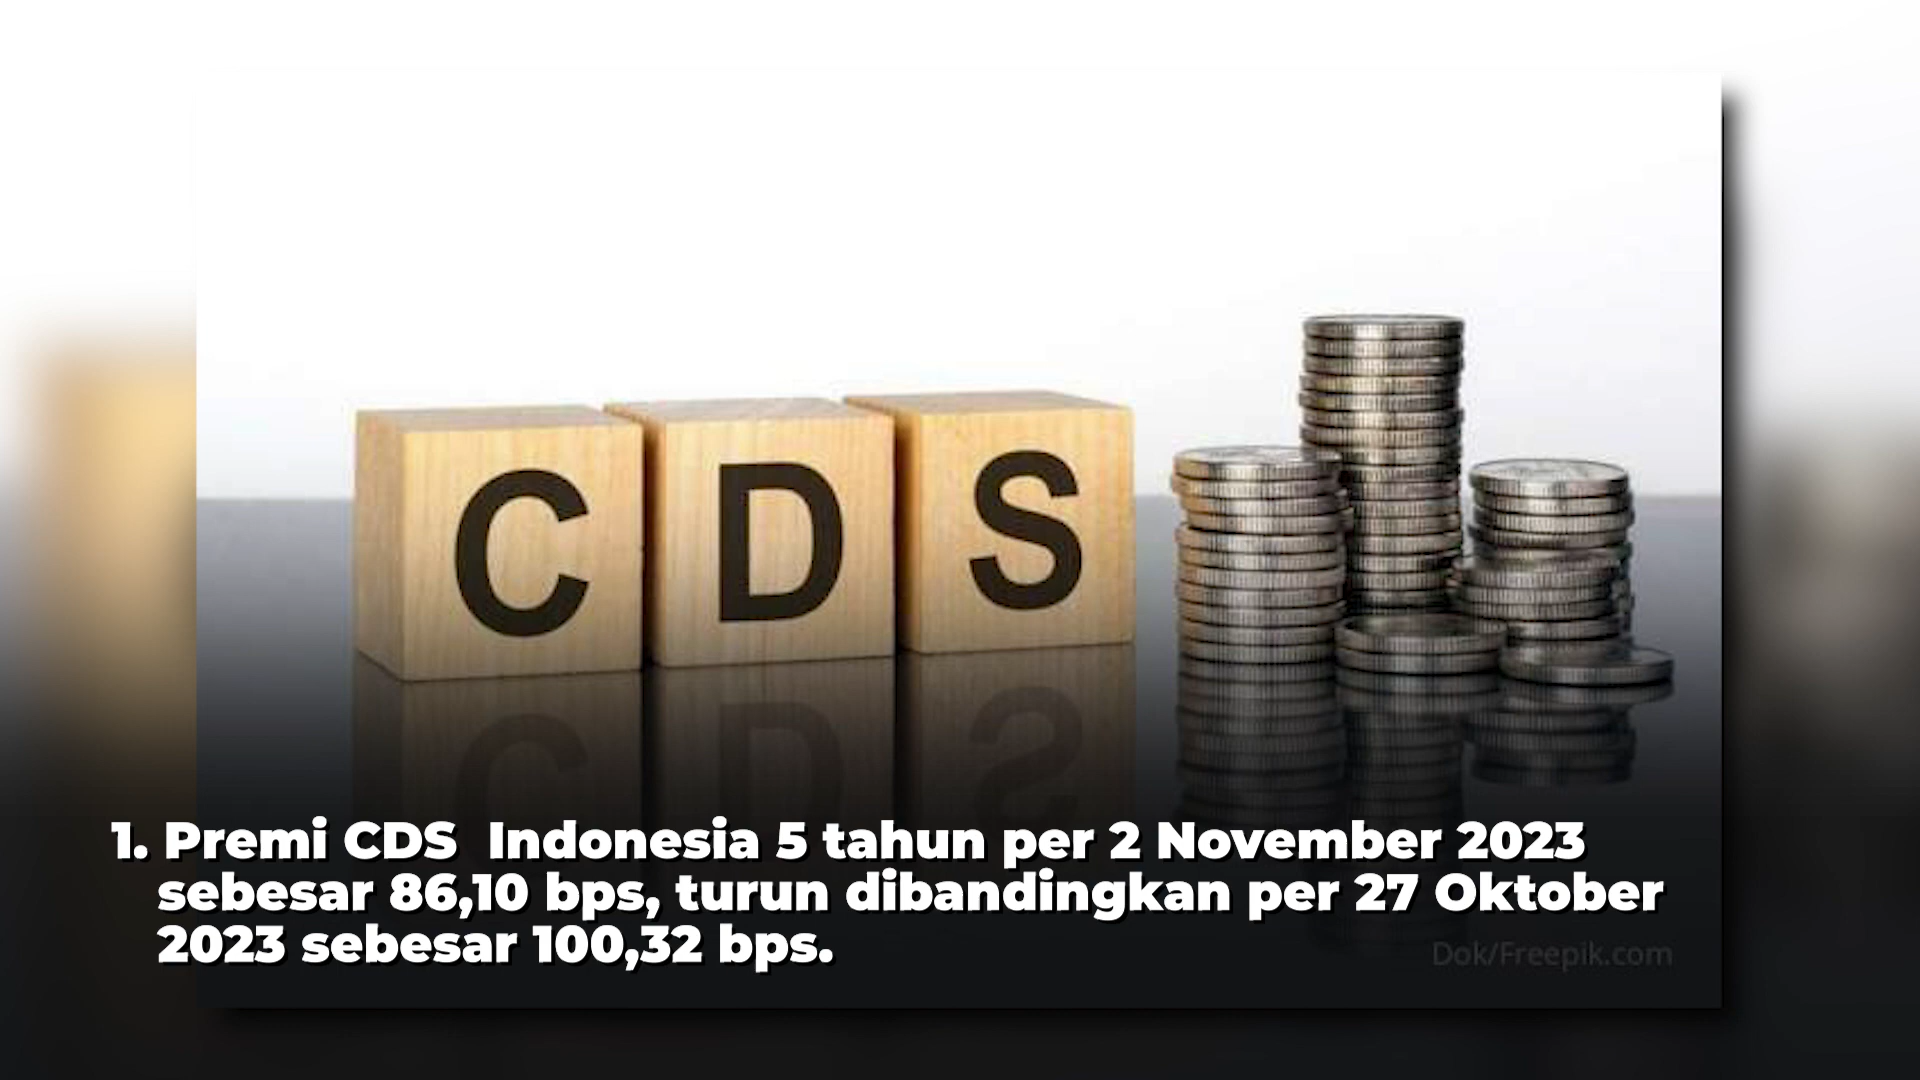 C D S
1. Premi CDS Indonesia 5 tahun per 2 November 2023
sebesar 86,10 bps, turun dibandingkan per 27 Oktober
2023 sebesar 100,32 bps.
Dok/Freepik.com